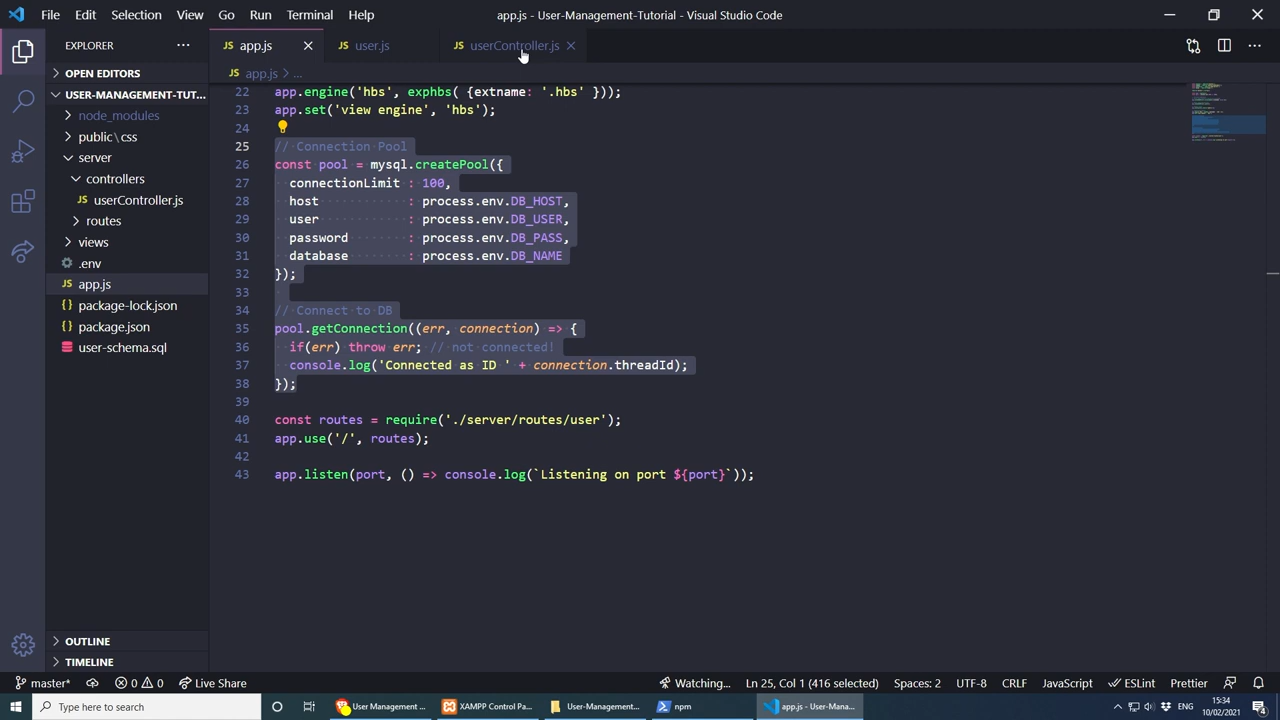 File Edit Selection View Go Run Terminal Help
app.js - User-Management-Tutorial - Visual Studio Code
EXPLORER
JS app.js
JS user.js
JS userController.js
OPEN EDITORS
JS app.js > ...
USER-MANAGEMENT-TUT...
node_modules
public\css
server
controllers
JS userController.js
routes
views
.env
JS app.js
{} package-lock.json
{} package.json
user-schema.sql
OUTLINE
TIMELINE
22 app.engine('hbs', exphbs( {extname: '.hbs' }));
23 app.set('view engine', 'hbs');
24
25 // Connection Pool
26 const pool = mysql.createPool({
27 connectionLimit : 100,
28 host : process.env.DB_HOST,
29 user : process.env.DB_USER,
30 password : process.env.DB_PASS,
31 database : process.env.DB_NAME
32 });
33
34 // Connect to DB
35 pool.getConnection((err, connection) => {
36 if(err) throw err; // not connected!
37 console.log('Connected as ID ' + connection.threadId);
38 });
39
40 const routes = require('./server/routes/user');
41 app.use('/', routes);
42
43 app.listen(port, () => console.log(`Listening on port ${port}`));
master* 0 0 Live Share
Watching... Ln 25, Col 1 (416 selected) Spaces: 2 UTF-8 CRLF JavaScript ESLint Prettier
Type here to search
User Management ...
XAMPP Control Pa...
User-Management...
npm
app.js - User-Mana...
ENG
15:34
10/02/2021